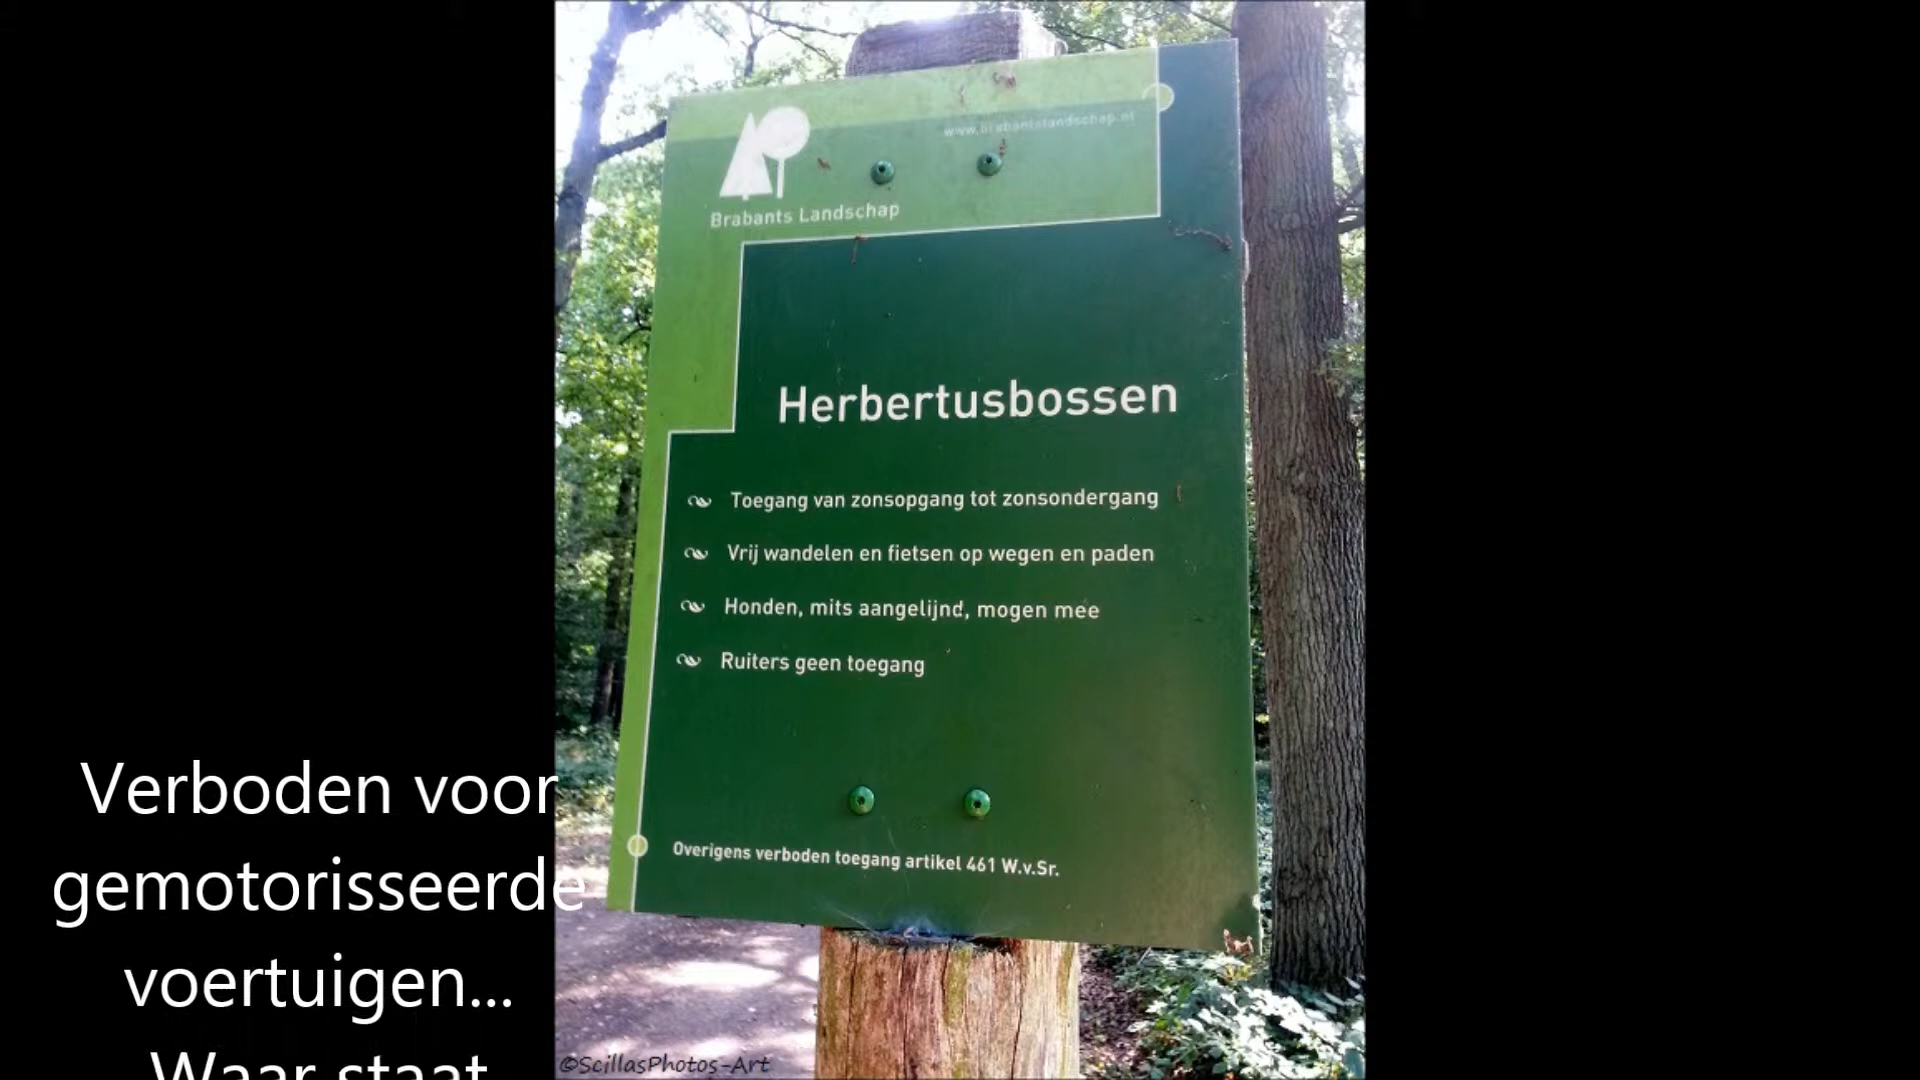 www.brabantslandschap.nl
Brabants Landschap
Herbertusbossen
Toegang van zonsopgang tot zonsondergang
Vrij wandelen en fietsen op wegen en paden
Honden, mits aangelijnd, mogen mee
Ruiters geen toegang
Overigens verboden toegang artikel 461 W.v.Sr.
Verboden voor
gemotorisseerde
voertuigen...
Waar staat
©ScillasPhotos-Art